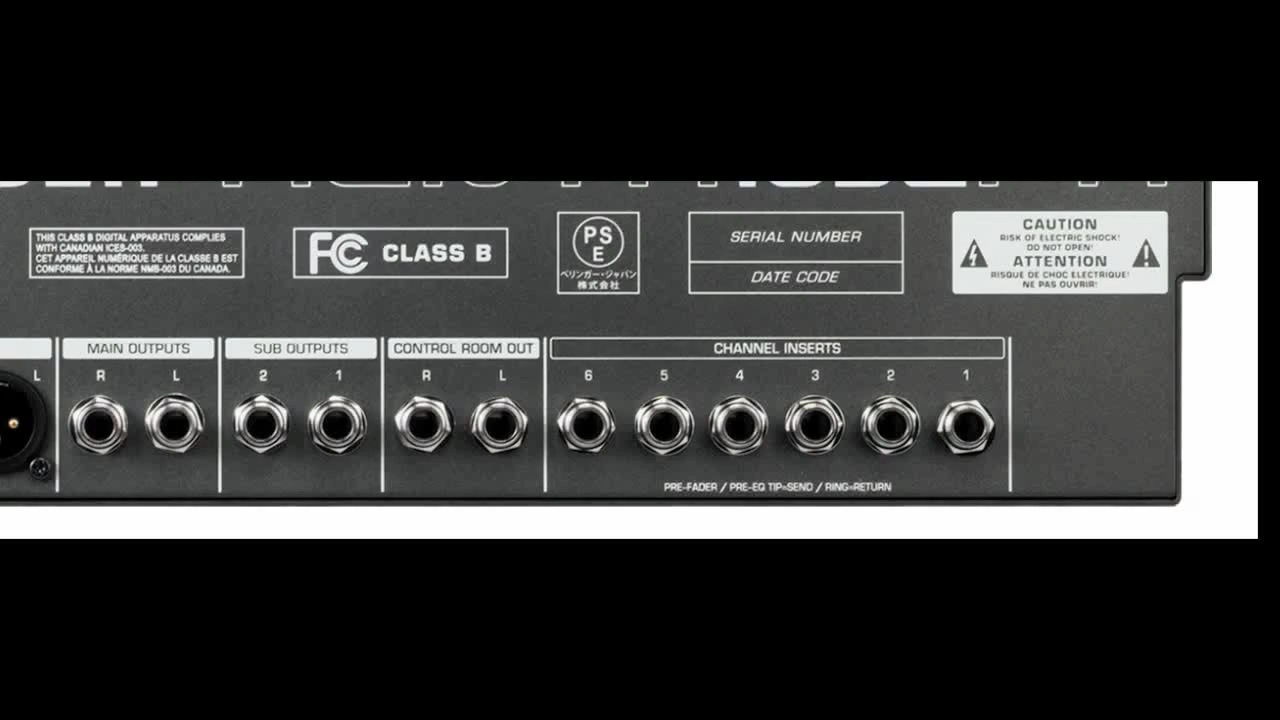 THIS CLASS B DIGITAL APPARATUS COMPLIES
WITH CANADIAN ICES-003.
CET APPAREIL NUMÉRIQUE DE LA CLASSE B EST
CONFORME À LA NORME NMB-003 DU CANADA.
FC CLASS B
PS
E
ベリンガー・ジャパン
株式会社
SERIAL NUMBER
DATE CODE
CAUTION
RISK OF ELECTRIC SHOCK!
DO NOT OPEN!
ATTENTION
RISQUE DE CHOC ELECTRIQUE!
NE PAS OUVRIR!
MAIN OUTPUTS
SUB OUTPUTS
CONTROL ROOM OUT
CHANNEL INSERTS
L
R L
2 1
R L
6 5 4 3 2 1
PRE-FADER / PRE-EQ TIP=SEND / RING=RETURN